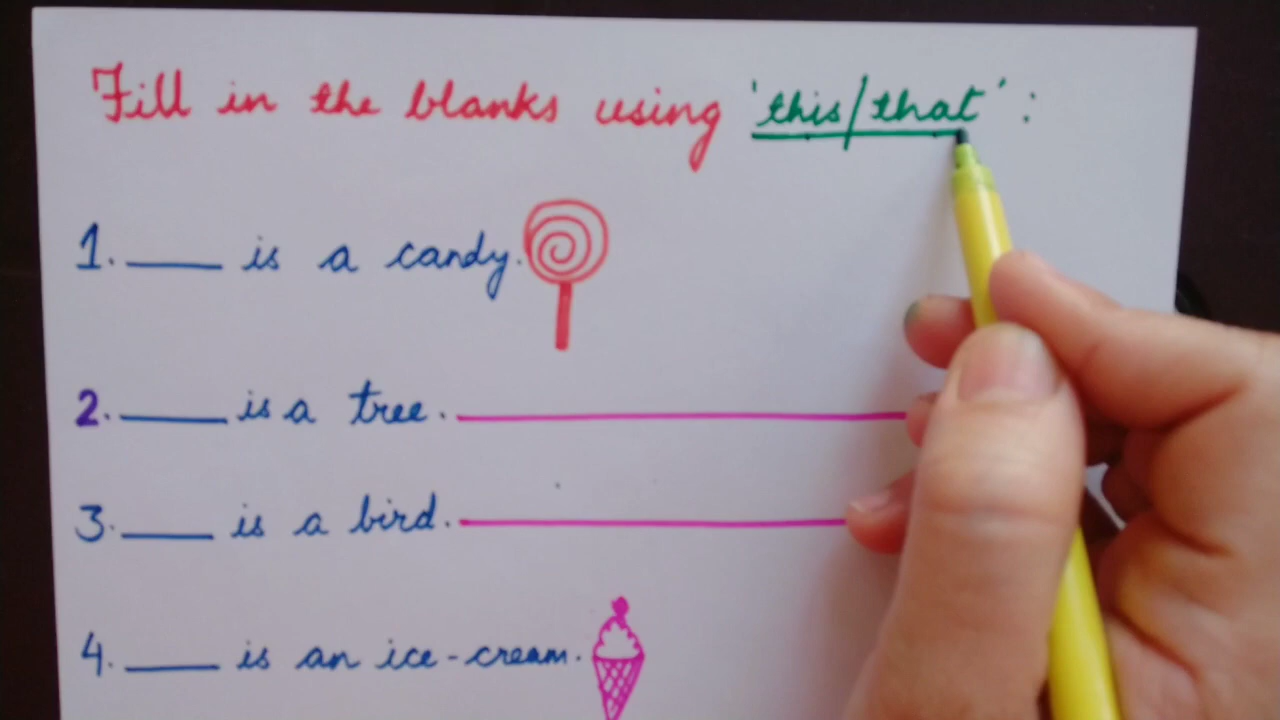 Fill in the blanks using 'this/that' :
1. ____ is a candy.
2. ____ is a tree.
3. ____ is a bird.
4. ____ is an ice-cream.